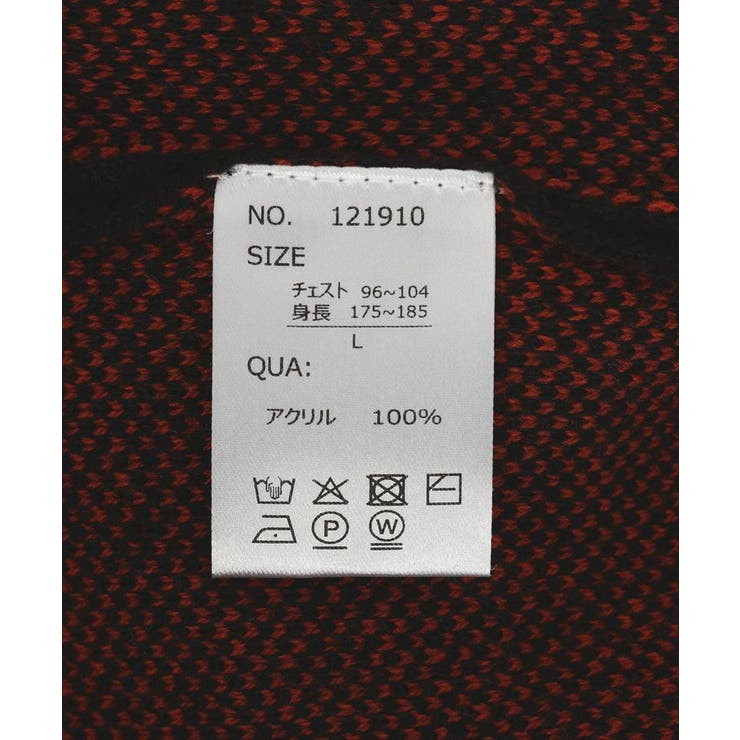 NO. 121910
SIZE
チェスト 96~104
身長 175~185
L
QUA:
アクリル 100%
P W